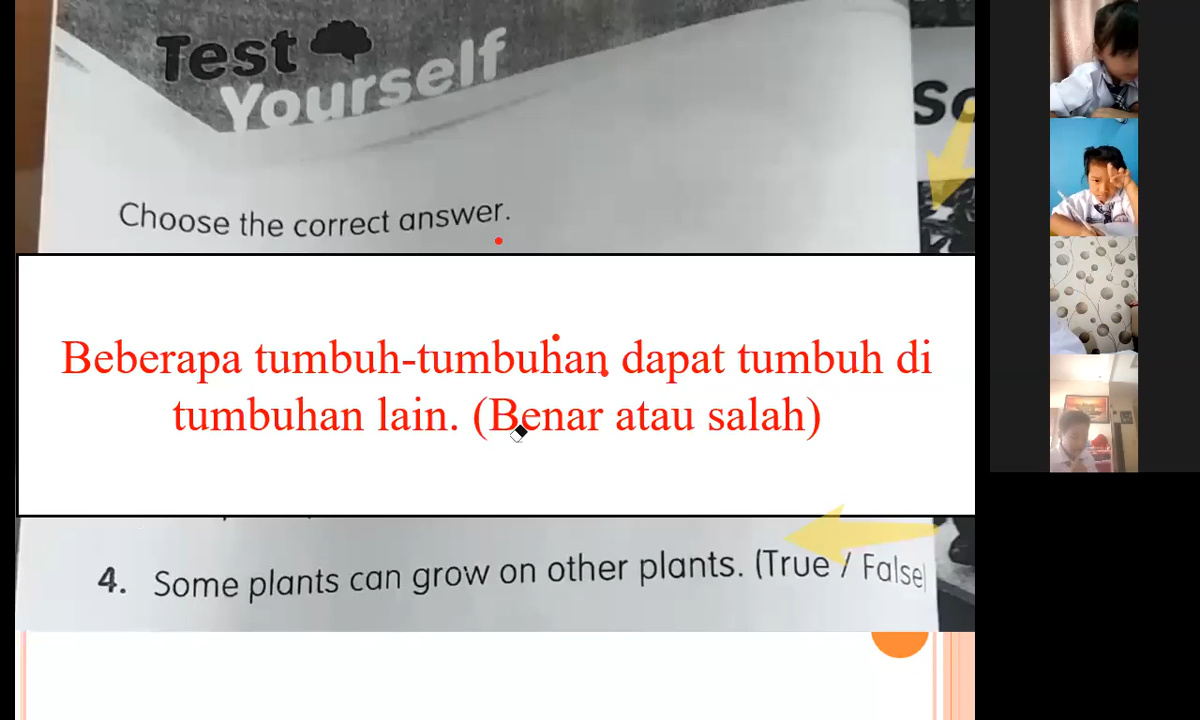 Test
Yourself
Choose the correct answer.
Beberapa tumbuh-tumbuhan dapat tumbuh di
tumbuhan lain. (Benar atau salah)
4. Some plants can grow on other plants. (True / False